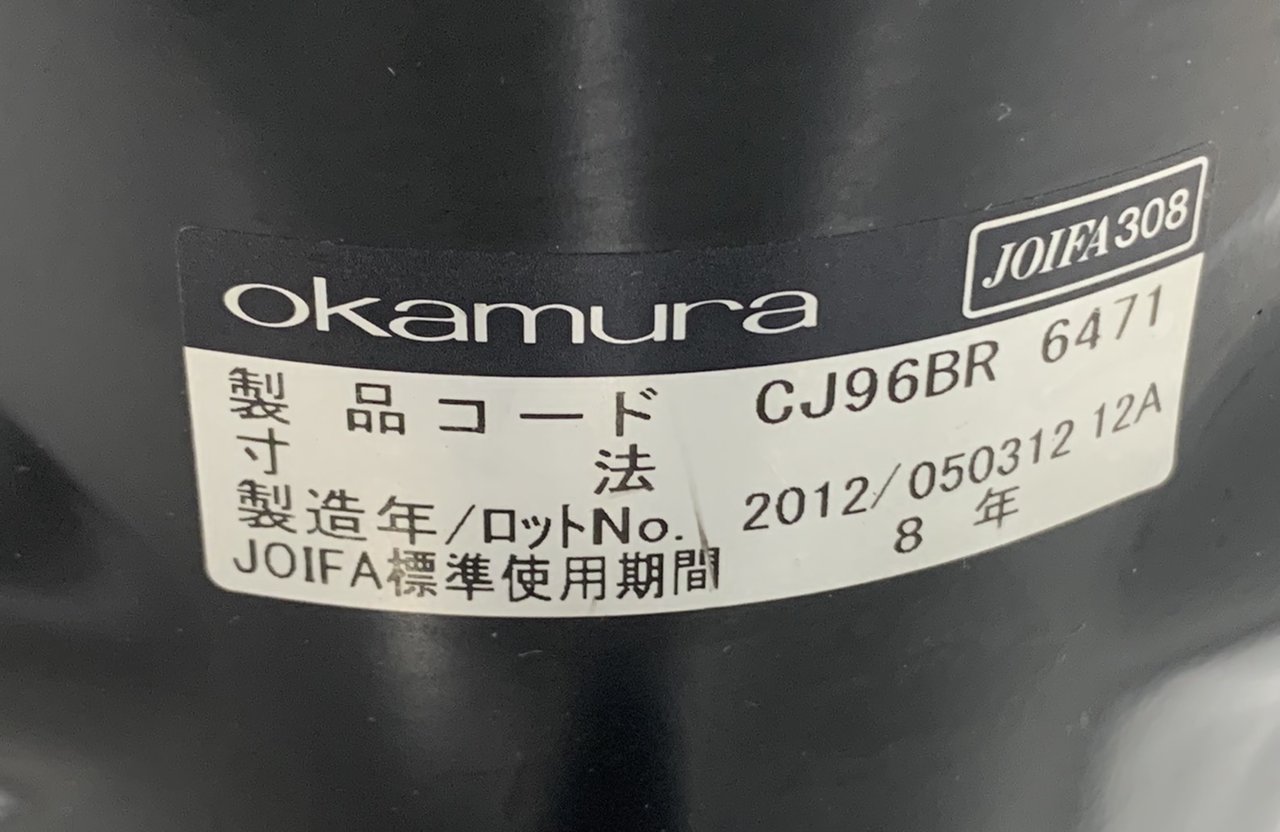 okamura
JOIFA308
製品コード CJ96BR 6471
寸法
製造年/ロットNo. 2012/050312 12A
JOIFA標準使用期間 8年